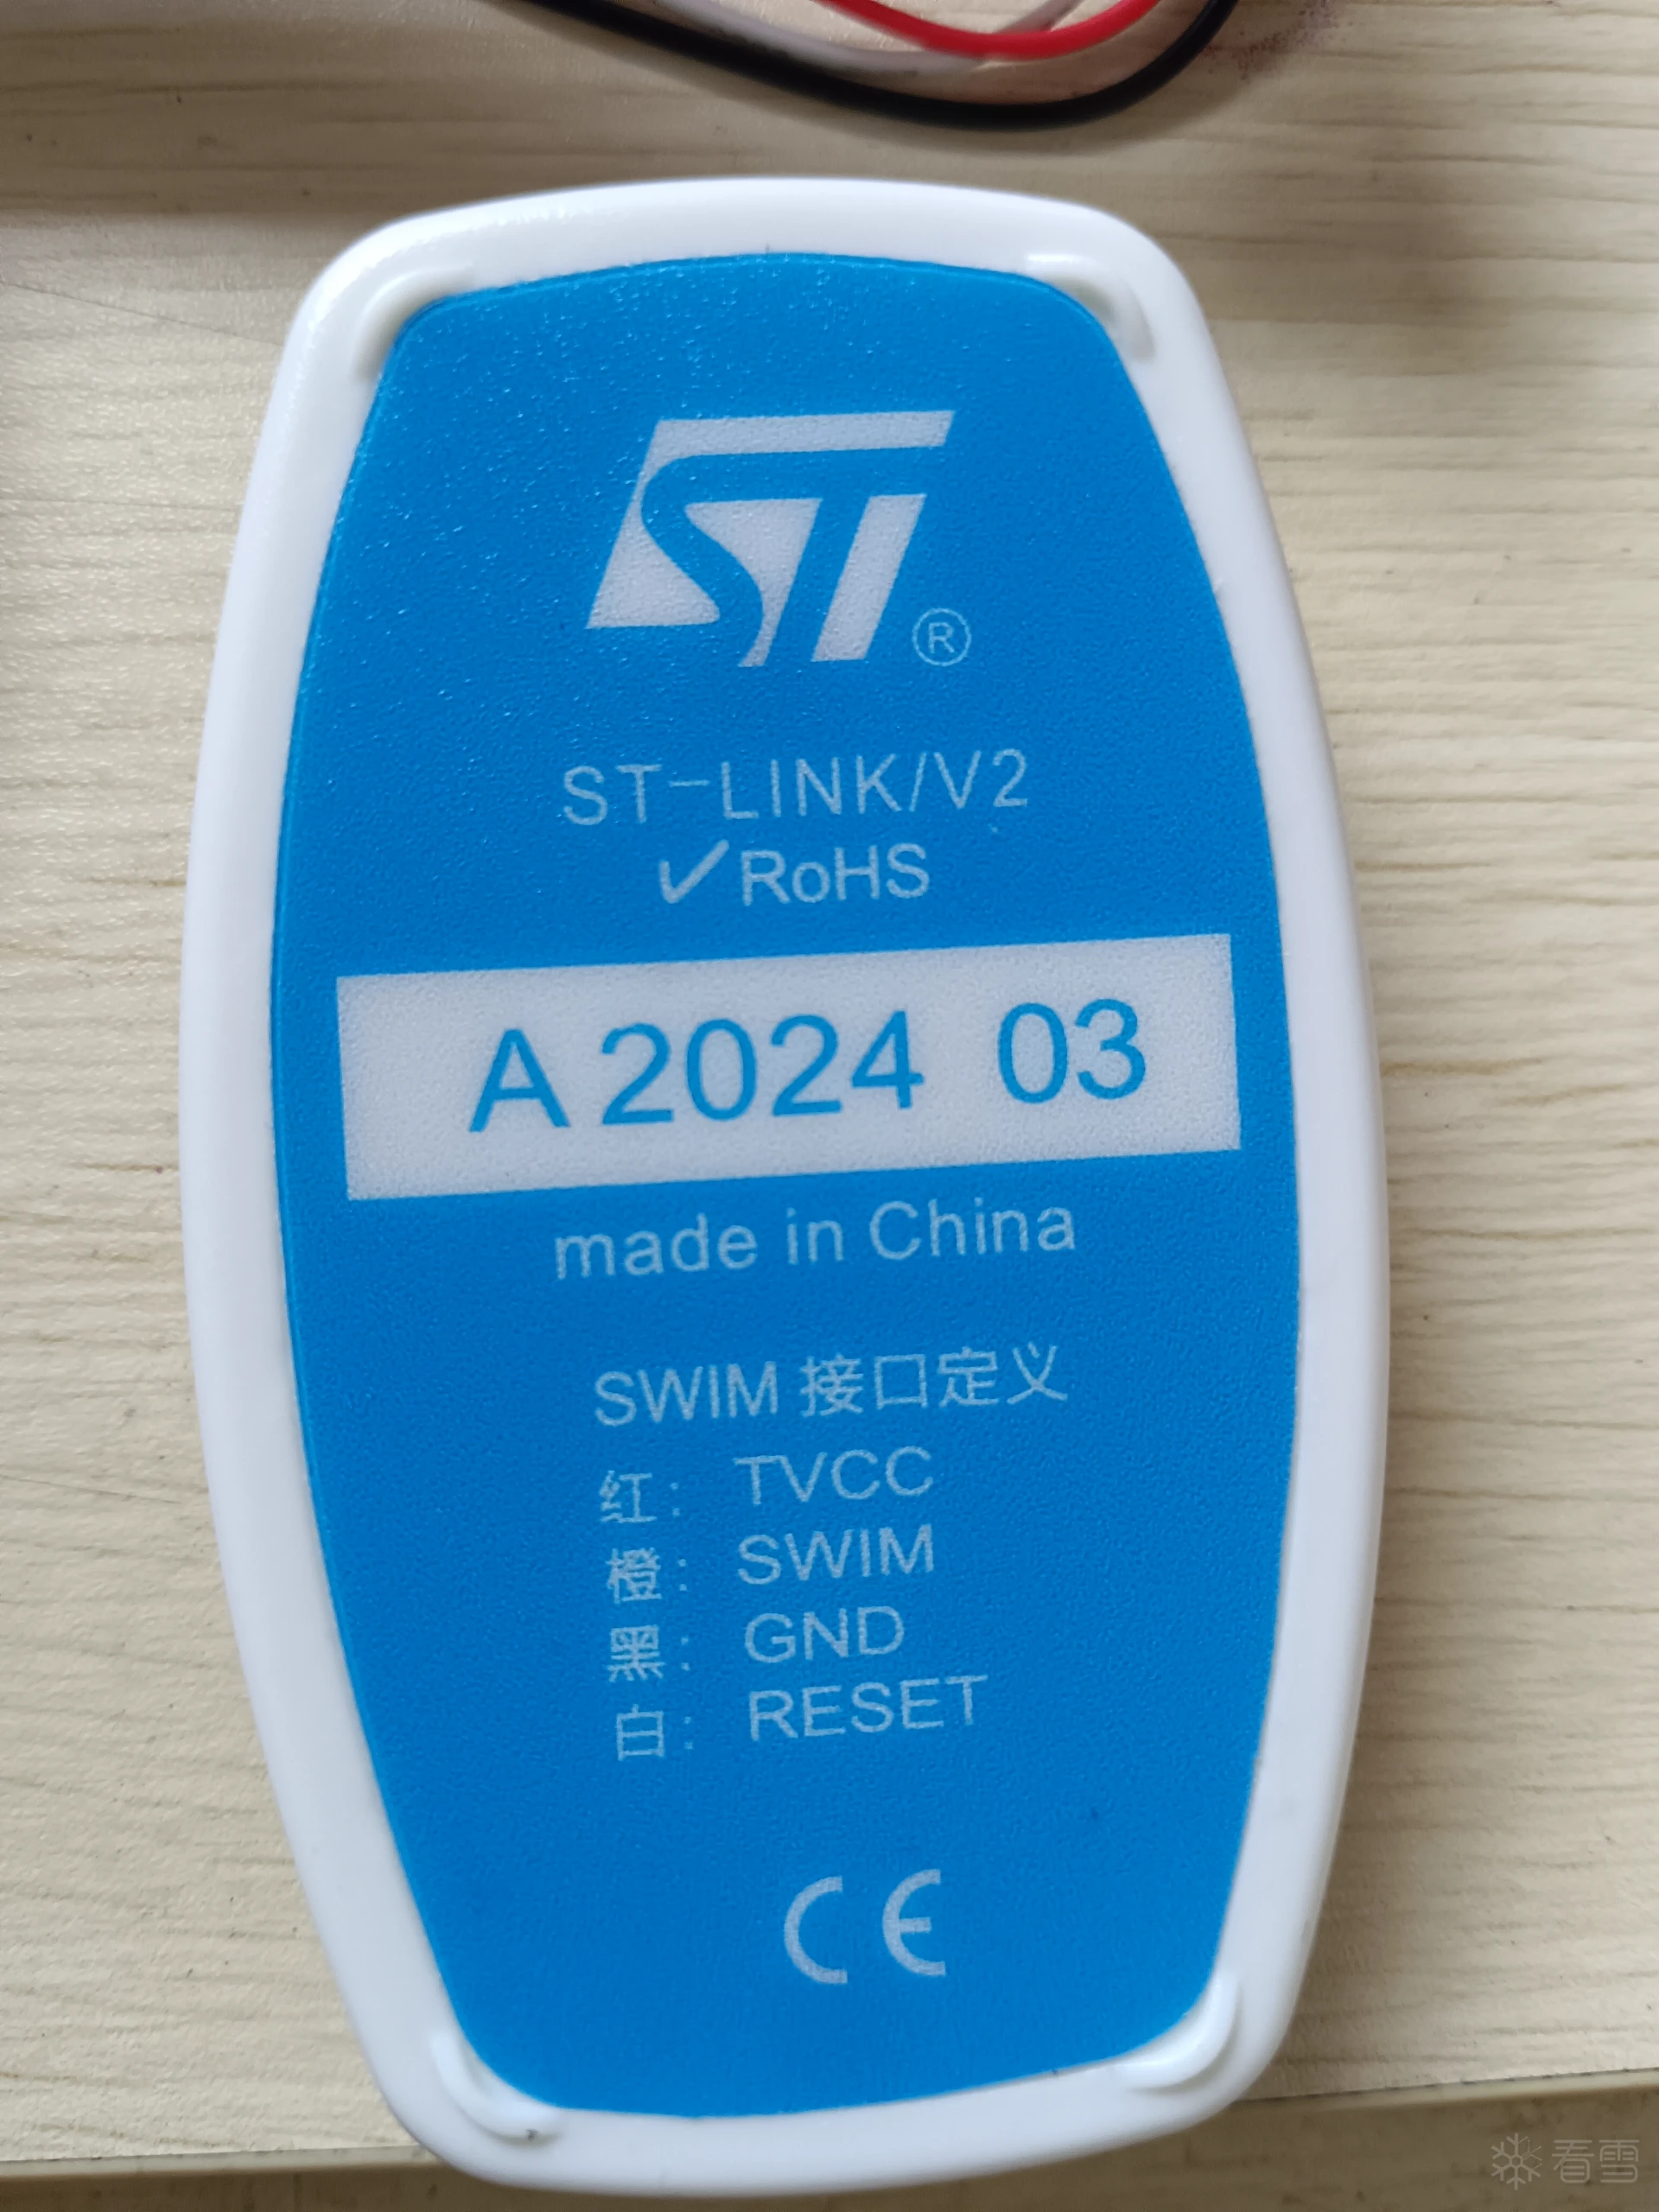 ST
®
ST-LINK/V2
✓RoHS
A2024 03
made in China
SWIM 接口定义
红: TVCC
橙: SWIM
黑: GND
白: RESET
CE
看雪